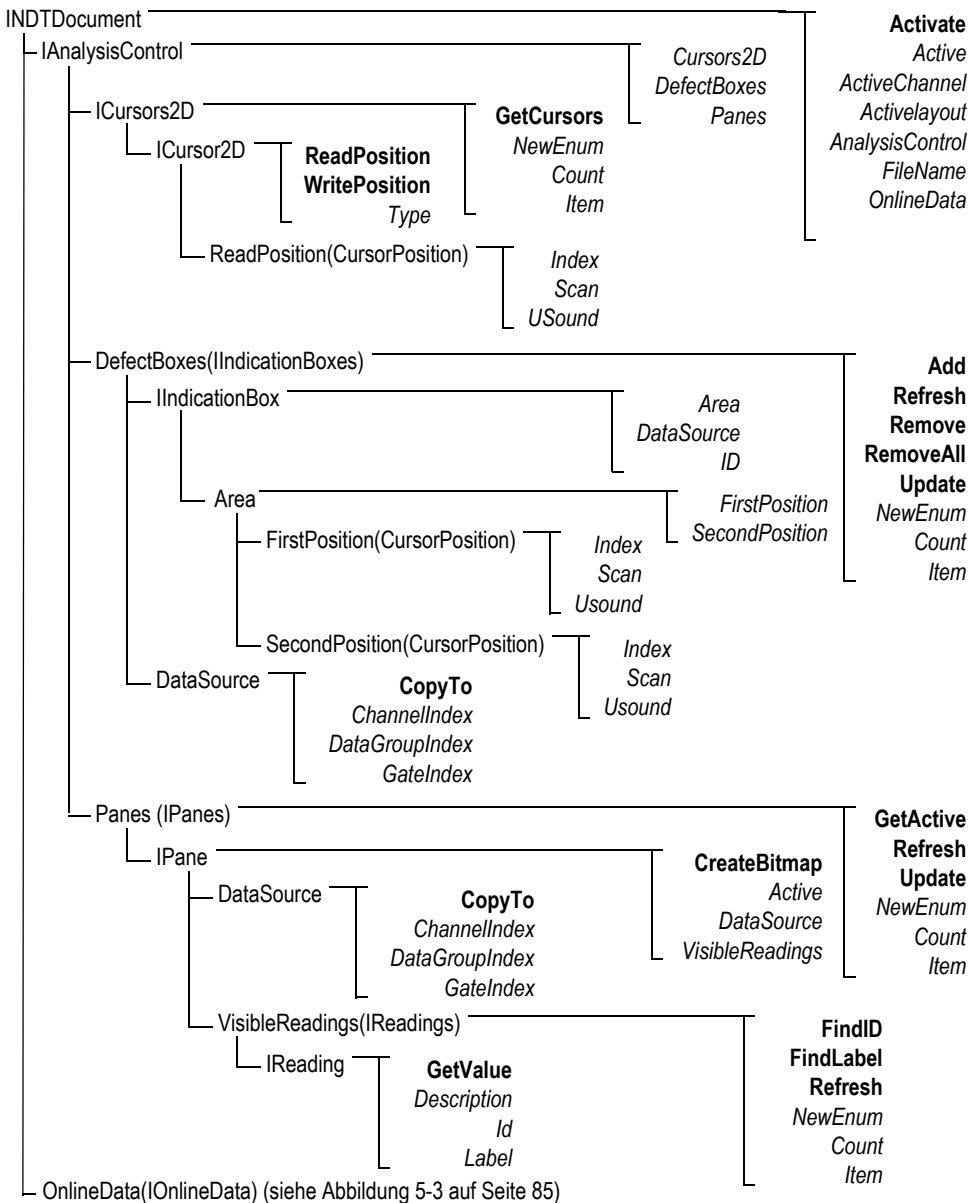 INDTDocument
Activate
Active
ActiveChannel
Activelayout
AnalysisControl
FileName
OnlineData
IAnalysisControl
Cursors2D
DefectBoxes
Panes
ICursors2D
GetCursors
NewEnum
Count
Item
ICursor2D
ReadPosition
WritePosition
Type
ReadPosition(CursorPosition)
Index
Scan
USound
DefectBoxes(IIndicationBoxes)
Add
Refresh
Remove
RemoveAll
Update
NewEnum
Count
Item
IIndicationBox
Area
DataSource
ID
Area
FirstPosition
SecondPosition
FirstPosition(CursorPosition)
Index
Scan
Usound
SecondPosition(CursorPosition)
Index
Scan
Usound
DataSource
CopyTo
ChannelIndex
DataGroupIndex
GateIndex
Panes (IPanes)
GetActive
Refresh
Update
NewEnum
Count
Item
IPane
CreateBitmap
Active
DataSource
VisibleReadings
DataSource
CopyTo
ChannelIndex
DataGroupIndex
GateIndex
VisibleReadings(IReadings)
FindID
FindLabel
Refresh
NewEnum
Count
Item
IReading
GetValue
Description
Id
Label
OnlineData(IOnlineData) (siehe Abbildung 5-3 auf Seite 85)